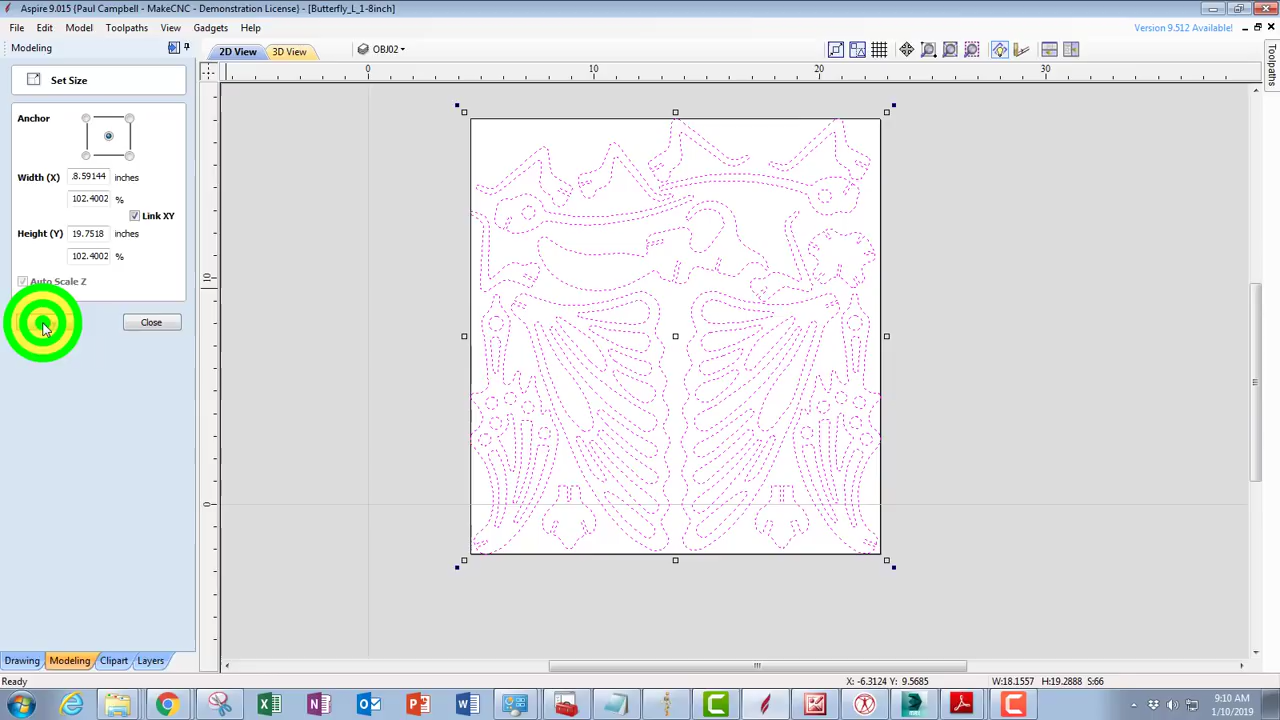 Aspire 9.015 {Paul Campbell - MakeCNC - Demonstration License} - [Butterfly_L_1-8inch]
File Edit Model Toolpaths View Gadgets Help
Version 9.512 Available!
Modeling
2D View 3D View OBJ02
Toolpaths
Set Size
0 10 20 30
Anchor
Width (X) .8.59144 inches
102.4002 %
Link XY
Height (Y) 19.7518 inches
102.4002 %
Auto Scale Z
Close
10
0
Drawing Modeling Clipart Layers
Ready
X: -6.3124 Y: 9.5685
W:18.1557 H:19.2888 S:66
9:10 AM
1/10/2019